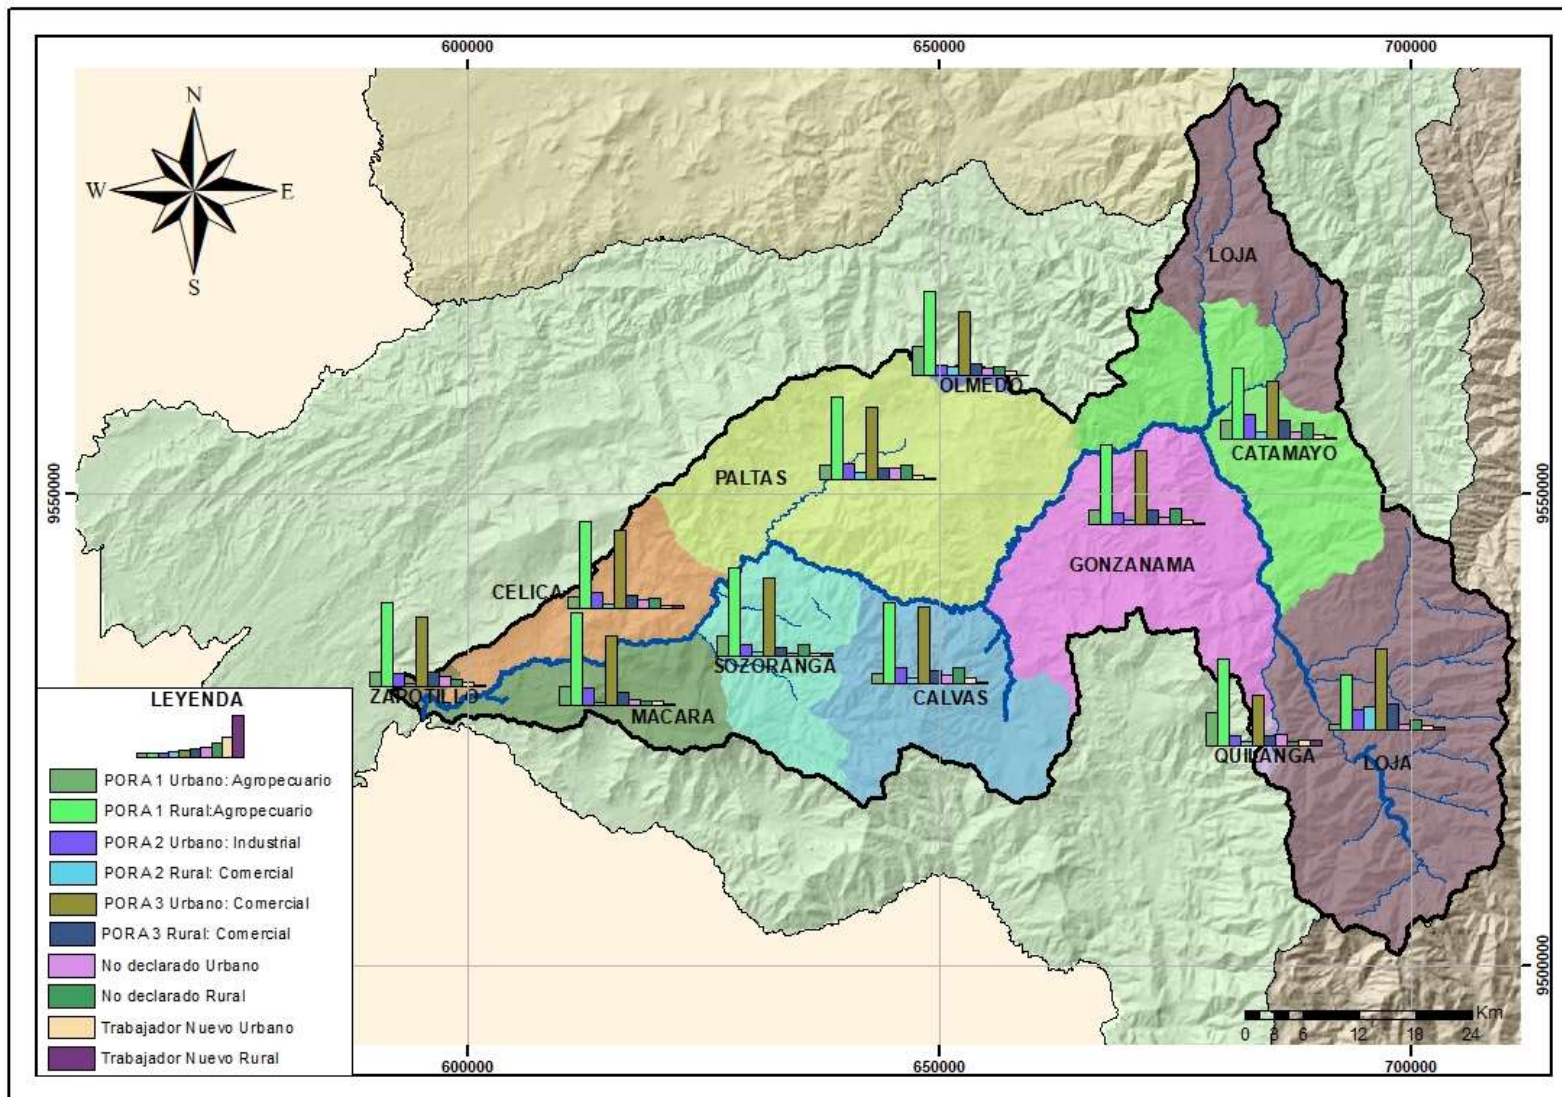 600000 650000 700000
N
W E
S
LOJA
OLMEDO
CATAMAYO
PALTAS
9550000 9550000
GONZANAMA
CELICA
SOZORANGA
CALVAS
ZAPOTILLO
MACARA
QUILANGA
LOJA
LEYENDA
PORA 1 Urbano: Agropecuario
PORA 1 Rural:Agropecuario
PORA 2 Urbano: Industrial
PORA 2 Rural: Comercial
PORA 3 Urbano: Comercial
PORA 3 Rural: Comercial
No declarado Urbano
No declarado Rural
Trabajador Nuevo Urbano
Trabajador Nuevo Rural
9500000
Km
0 3 6 12 18 24
600000 650000 700000